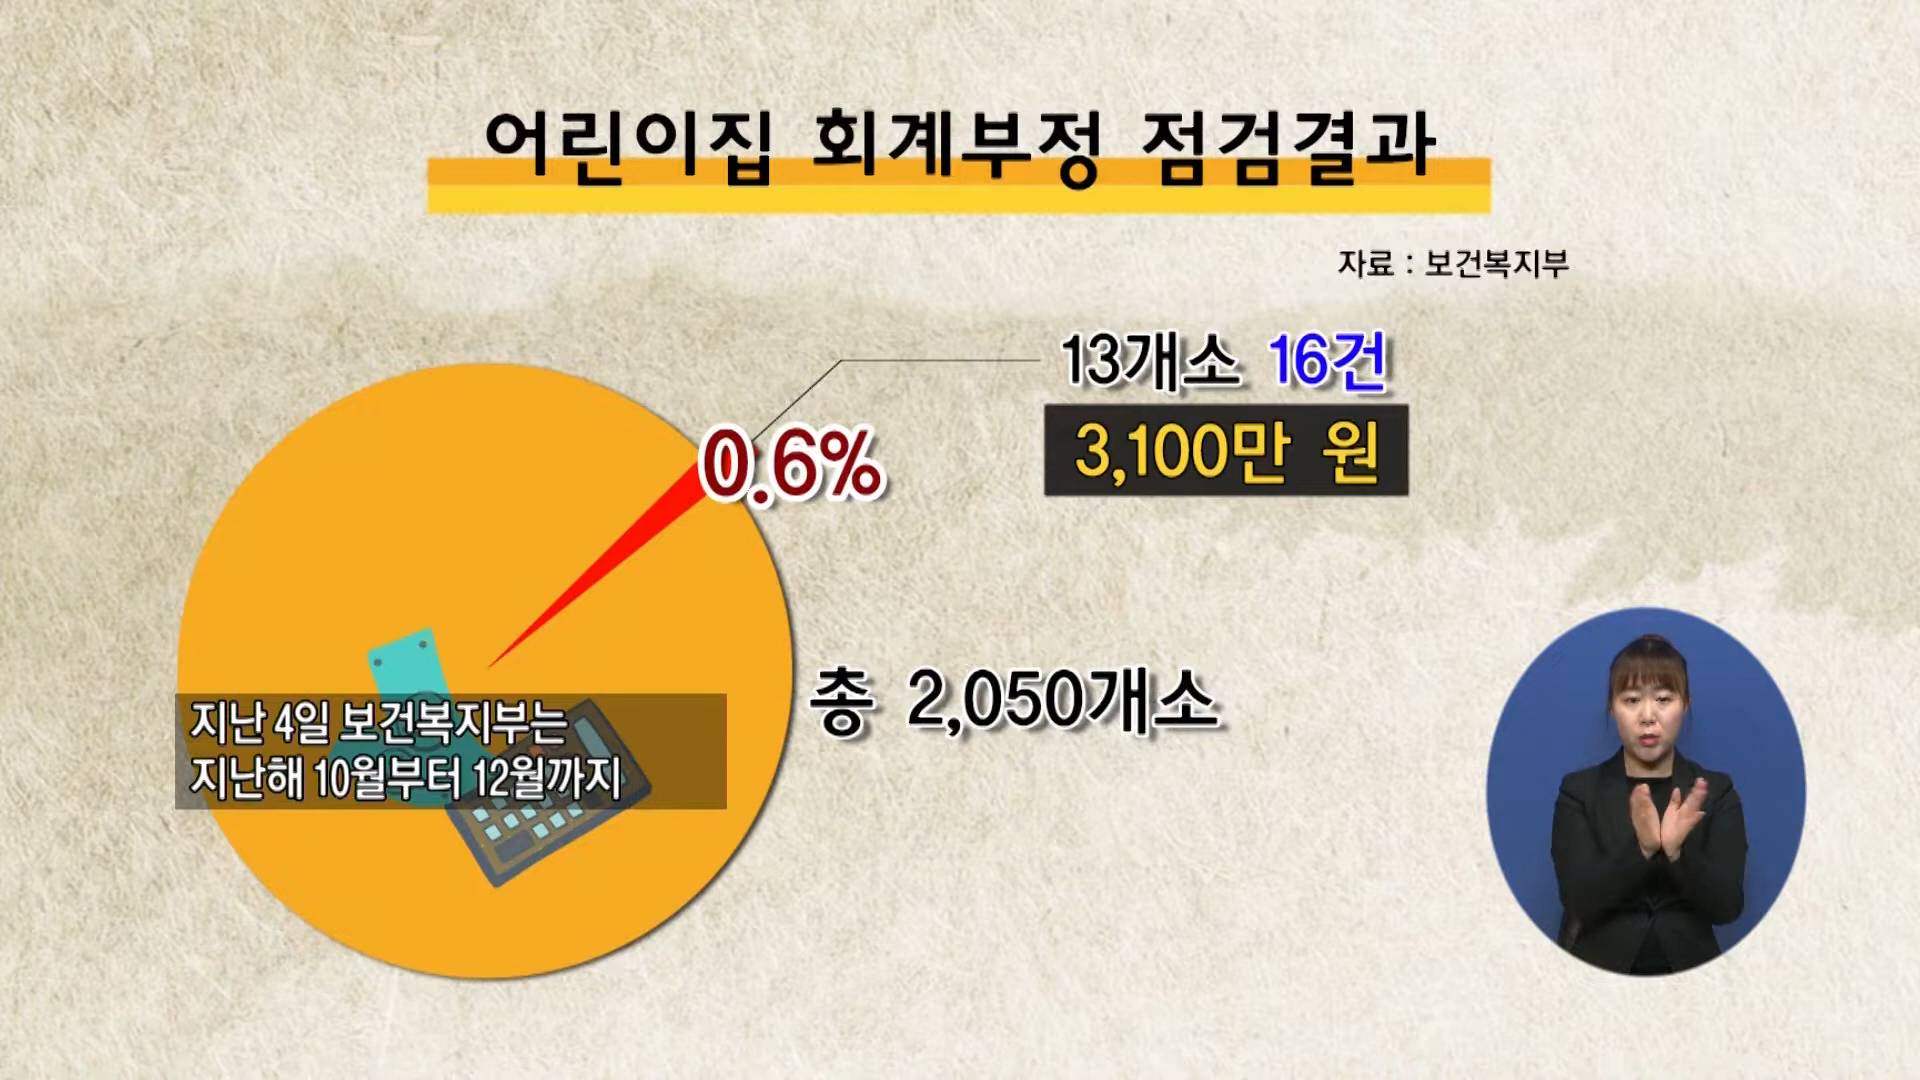 어린이집 회계부정 점검결과
자료 : 보건복지부
13개소 16건
3,100만 원
0.6%
총 2,050개소
지난 4일 보건복지부는
지난해 10월부터 12월까지